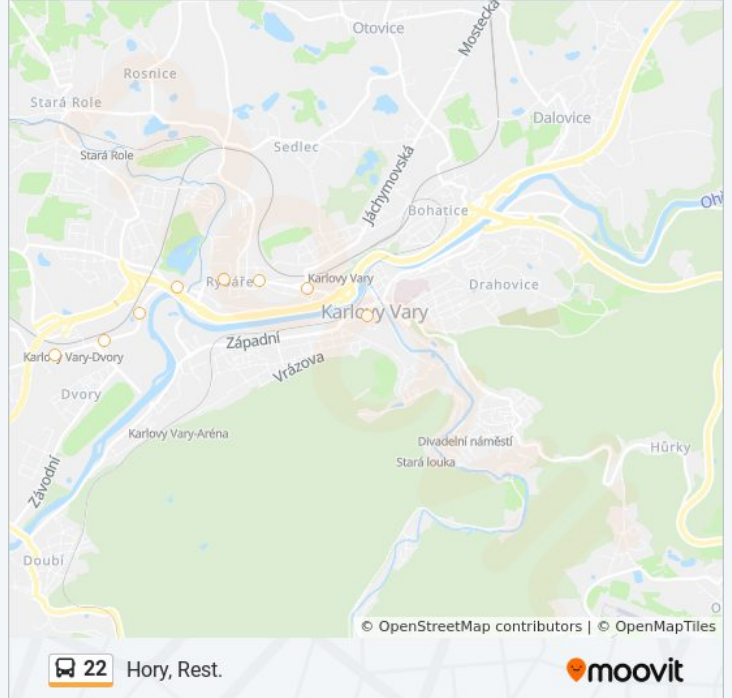 Otovice
Mostecká
Rosnice
Stará Role
Dalovice
Sedlec
Stará Role
Jáchymovská
Ohř
Bohatice
Rybáře
Karlovy Vary
Drahovice
Karlovy Vary
Západní
Karlovy Vary-Dvory
Vrázova
Dvory
Karlovy Vary-Aréna
Divadelní náměstí
Hůrky
Stará louka
Závodní
Doubí
O
© OpenStreetMap contributors | © OpenMapTiles
22 Hory, Rest.
moovit